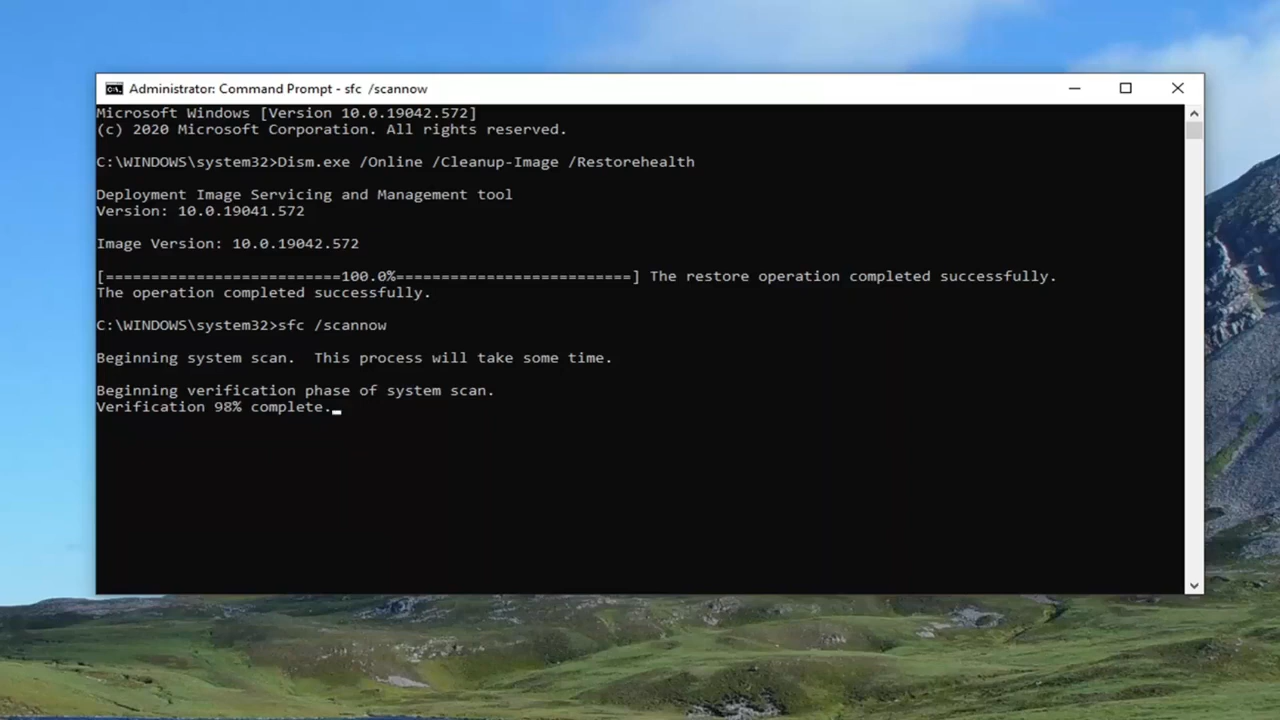 Administrator: Command Prompt - sfc  /scannow
Microsoft Windows [Version 10.0.19042.572]
(c) 2020 Microsoft Corporation. All rights reserved.
C:\WINDOWS\system32>Dism.exe /Online /Cleanup-Image /Restorehealth
Deployment Image Servicing and Management tool
Version: 10.0.19041.572
Image Version: 10.0.19042.572
[==========================100.0%==========================] The restore operation completed successfully.
The operation completed successfully.
C:\WINDOWS\system32>sfc /scannow
Beginning system scan.  This process will take some time.
Beginning verification phase of system scan.
Verification 98% complete.